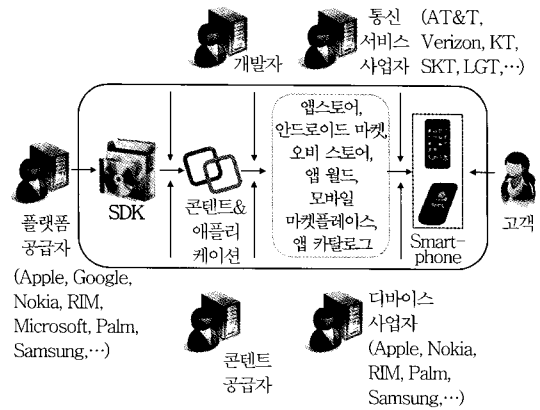 개발자
통신 (AT&T,
서비스 Verizon, KT,
사업자 SKT, LGT,…)
플랫폼
공급자
(Apple, Google,
Nokia, RIM,
Microsoft, Palm,
Samsung,…)
SDK
콘텐트&
애플리
케이션
앱스토어,
안드로이드 마켓,
오비 스토어,
앱 월드,
모바일
마켓플레이스,
앱 카탈로그
Smart-
phone
고객
콘텐트
공급자
디바이스
사업자
(Apple, Nokia,
RIM, Palm,
Samsung,…)